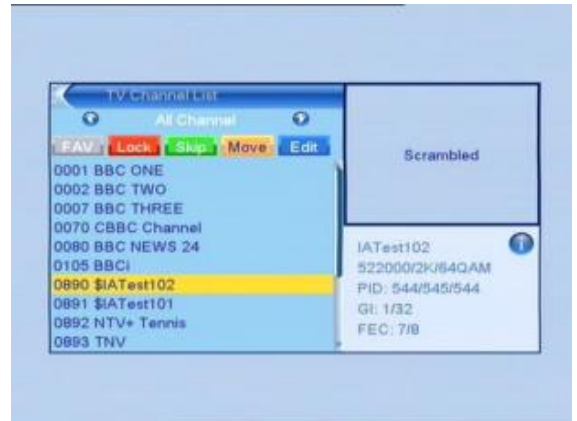 TV Channel List
All Channel
FAV Lock Skip Move Edit
0001 BBC ONE
0002 BBC TWO
0007 BBC THREE
0070 CBBC Channel
0080 BBC NEWS 24
0105 BBCi
0890 $IATest102
0891 $IATest101
0892 NTV+ Tennis
0893 TNV
Scrambled
IATest102
522000/2K/64QAM
PID: 544/545/544
GI: 1/32
FEC: 7/8